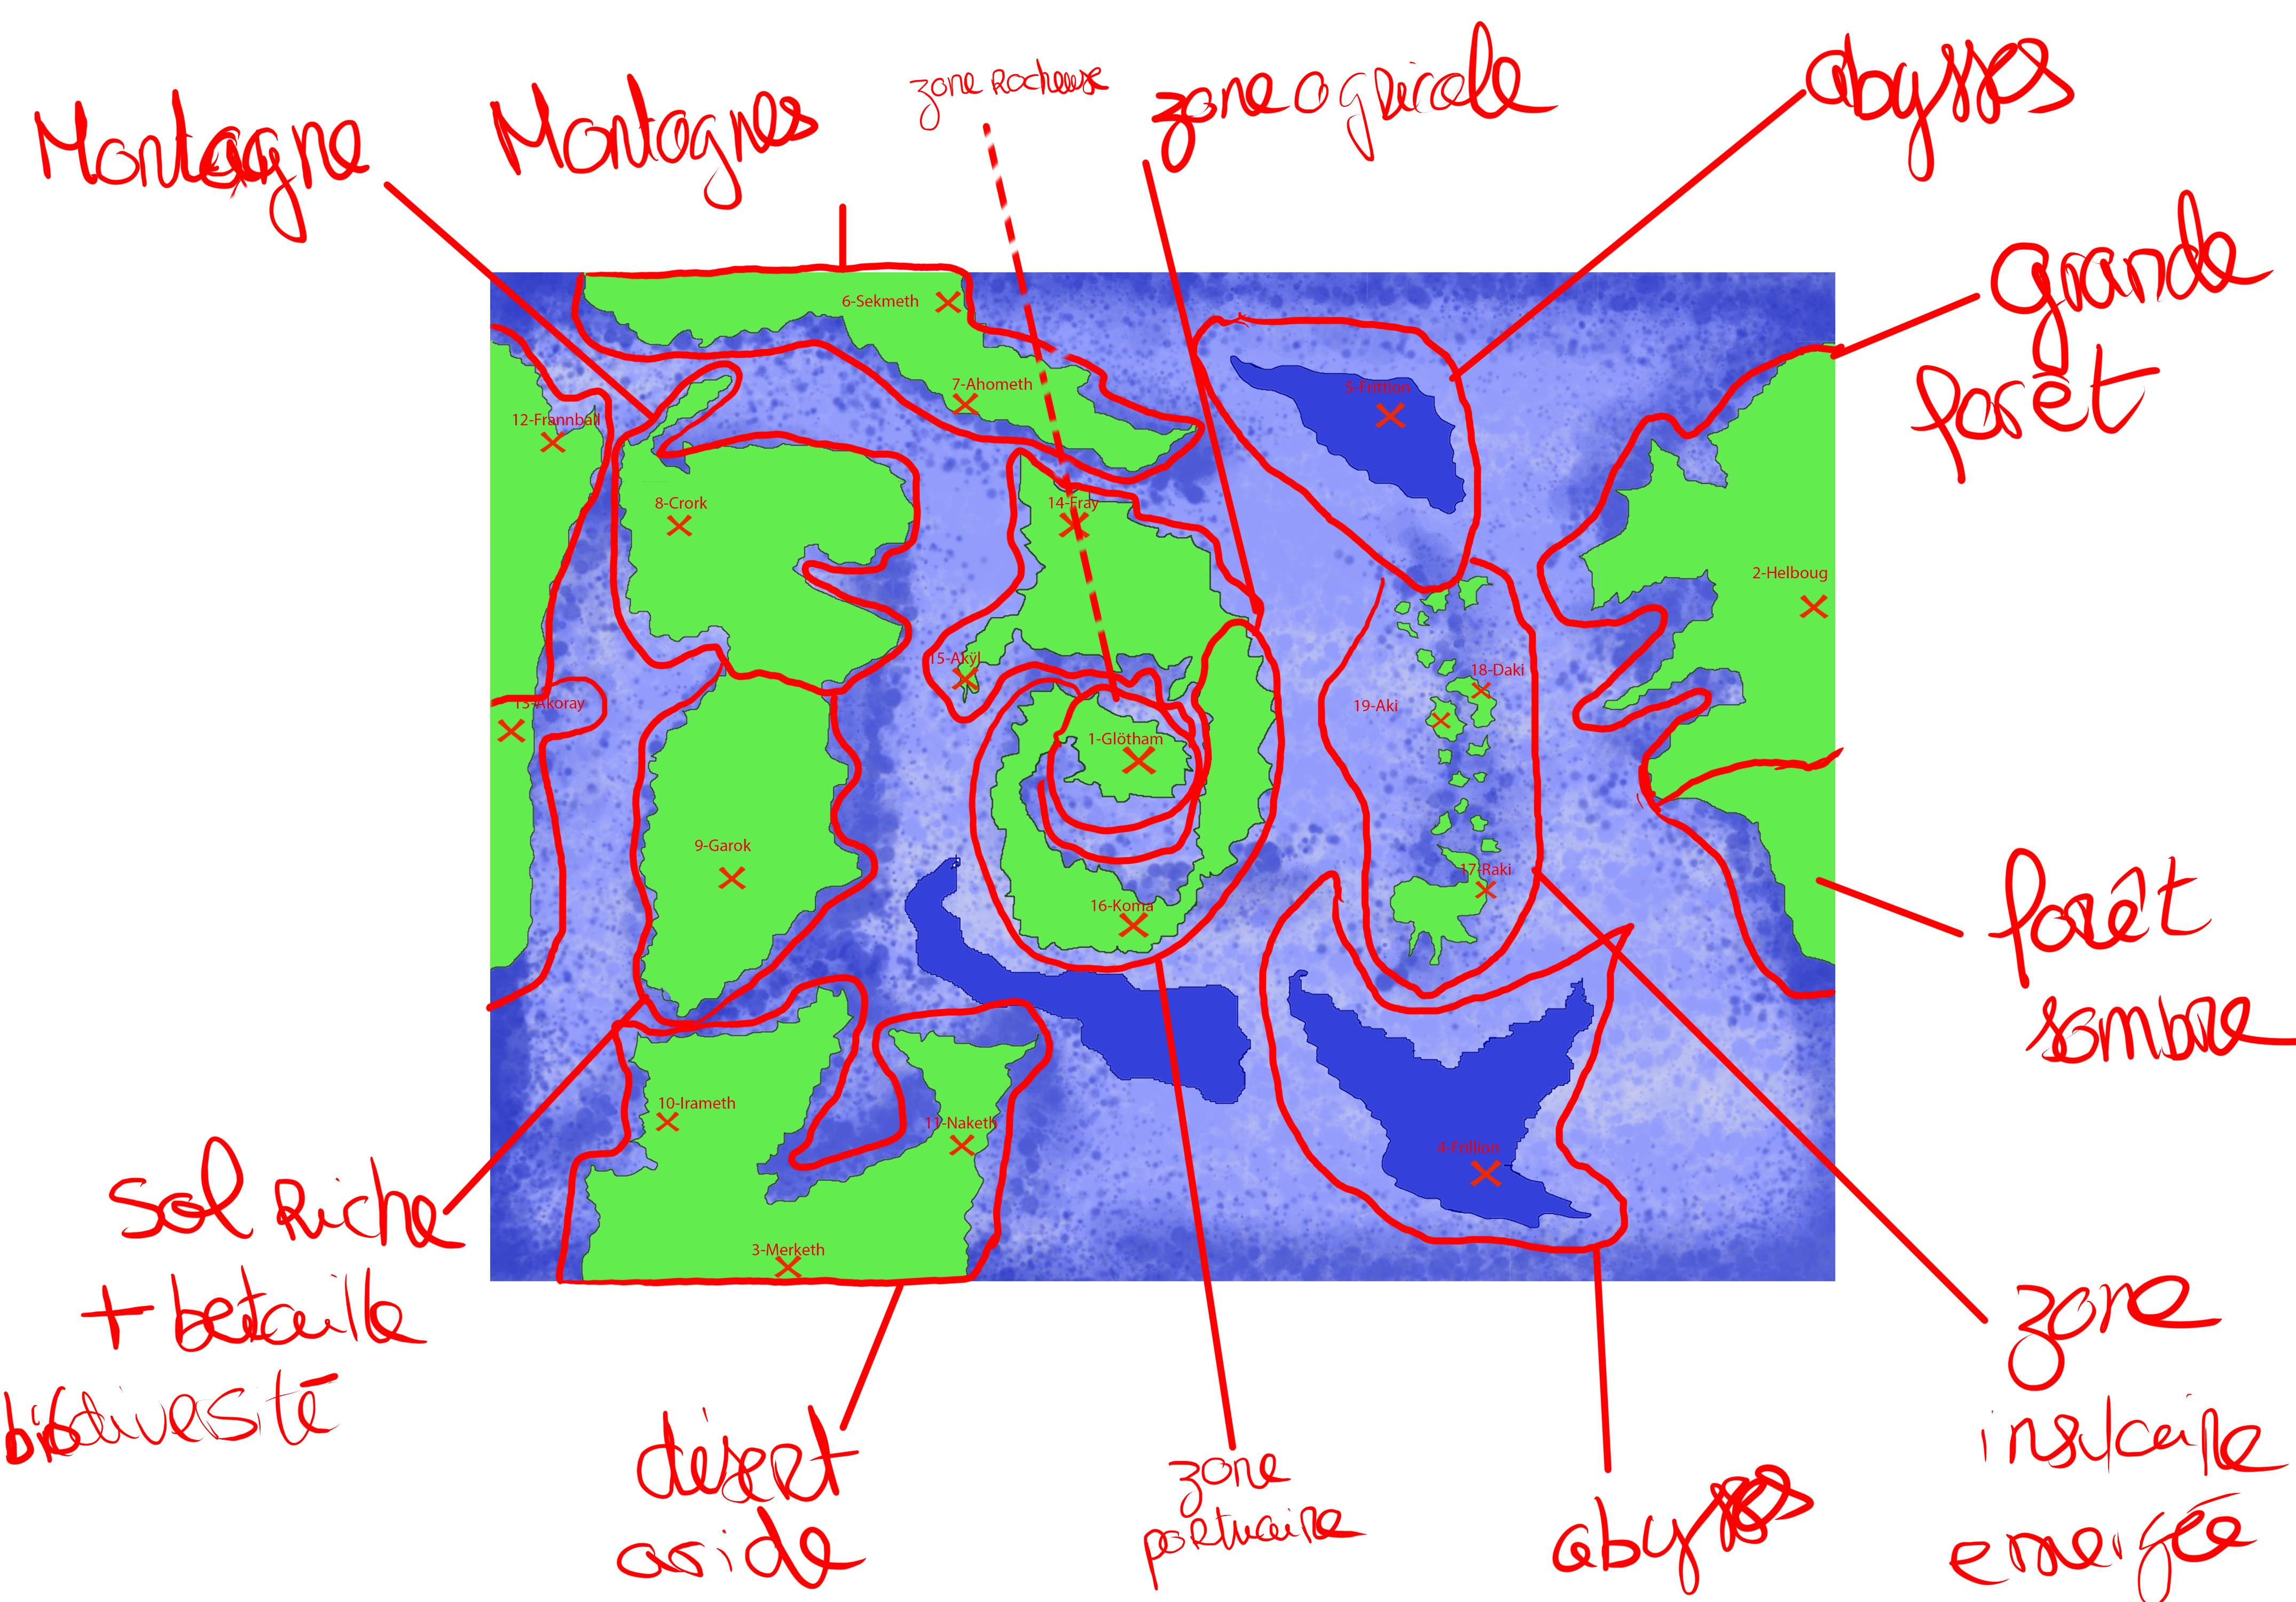 Montagne
Montagnes
zone rocheuse
zone agricole
abysses
grande
forêt
6-Sekmeth
7-Ahometh
5-Frittion
12-Frannball
8-Crork
14-Fray
2-Helboug
15-Akÿl
18-Daki
13-Akoray
19-Aki
1-Glötham
9-Garok
17-Raki
16-Koma
forêt
sombre
10-Irameth
11-Naketh
4-Frillion
3-Merketh
sol riche
+ betaille
biodiversité
désert
aride
zone
portuaire
abysses
zone
insulaire
emergée